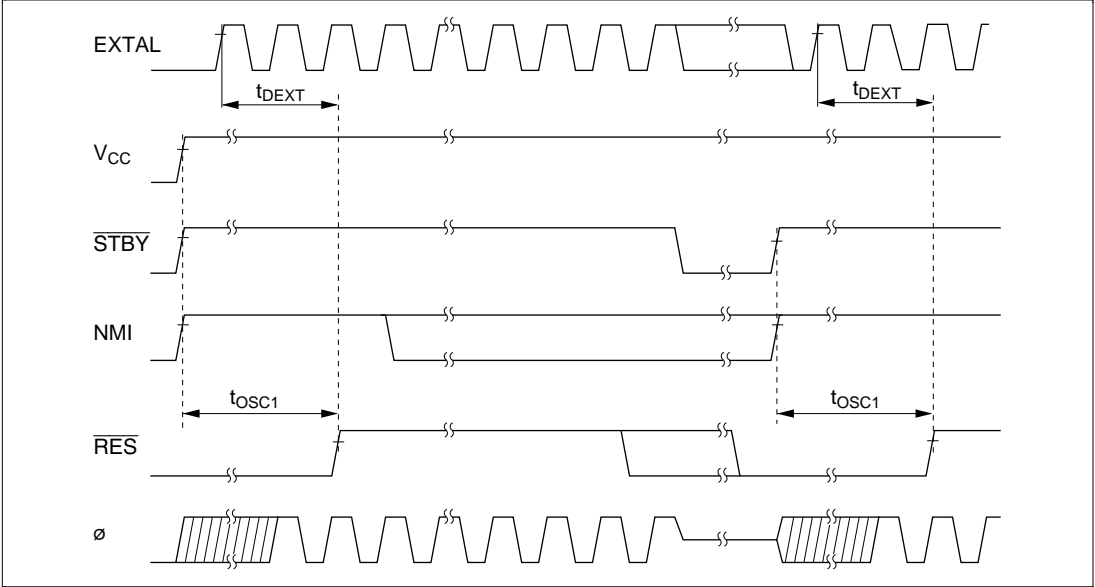 EXTAL
tDEXT tDEXT
VCC
STBY
NMI
tOSC1 tOSC1
RES
ø